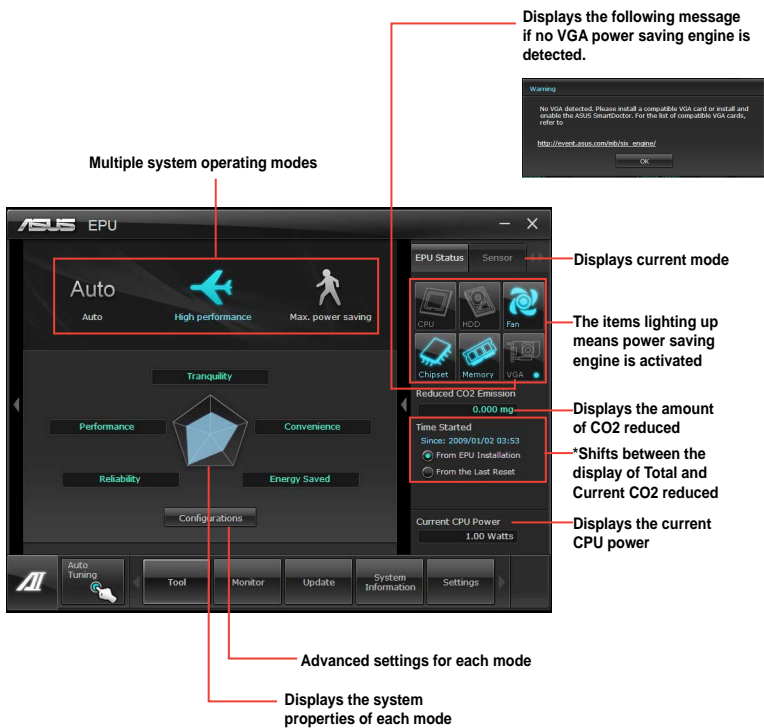 Displays the following message
if no VGA power saving engine is
detected.
Warning
No VGA detected. Please install a compatible VGA card or install and
enable the ASUS SmartDoctor. For the list of compatible VGA cards,
refer to
http://event.asus.com/mb/six_engine/
OK
Multiple system operating modes
ASUS EPU
EPU Status
Sensor
Displays current mode
Auto
Auto
High performance
Max. power saving
CPU
HDD
Fan
Chipset
Memory
VGA
The items lighting up
means power saving
engine is activated
Tranquility
Performance
Convenience
Reliability
Energy Saved
Configurations
Reduced CO2 Emission
0.000 mg
Displays the amount
of CO2 reduced
Time Started
Since: 2009/01/02 03:53
From EPU Installation
From the Last Reset
*Shifts between the
display of Total and
Current CO2 reduced
Current CPU Power
1.00 Watts
Displays the current
CPU power
AI
Auto
Tuning
Tool
Monitor
Update
System
Information
Settings
Advanced settings for each mode
Displays the system
properties of each mode